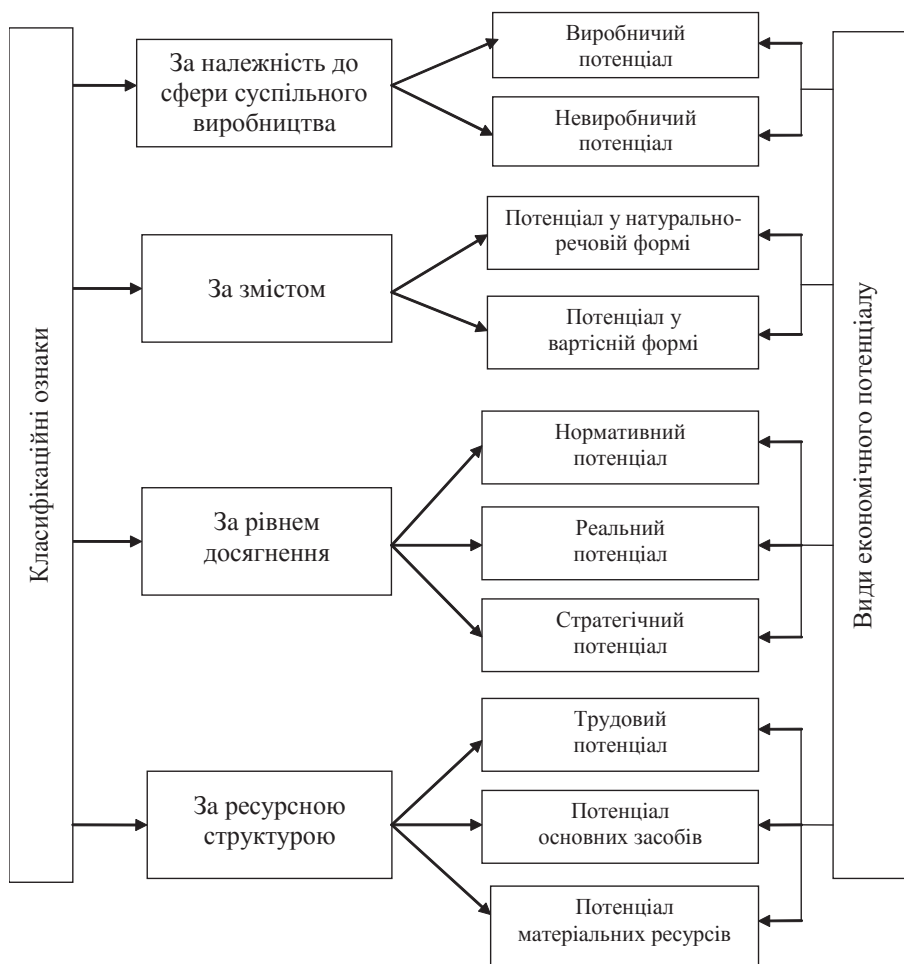 Класифікаційні ознаки
За належність до
сфери суспільного
виробництва
Виробничий
потенціал
Невиробничий
потенціал
За змістом
Потенціал у натурально-
речовій формі
Потенціал у
вартісній формі
За рівнем
досягнення
Нормативний
потенціал
Реальний
потенціал
Стратегічний
потенціал
За ресурсною
структурою
Трудовий
потенціал
Потенціал
основних засобів
Потенціал
матеріальних ресурсів
Види економічного потенціалу